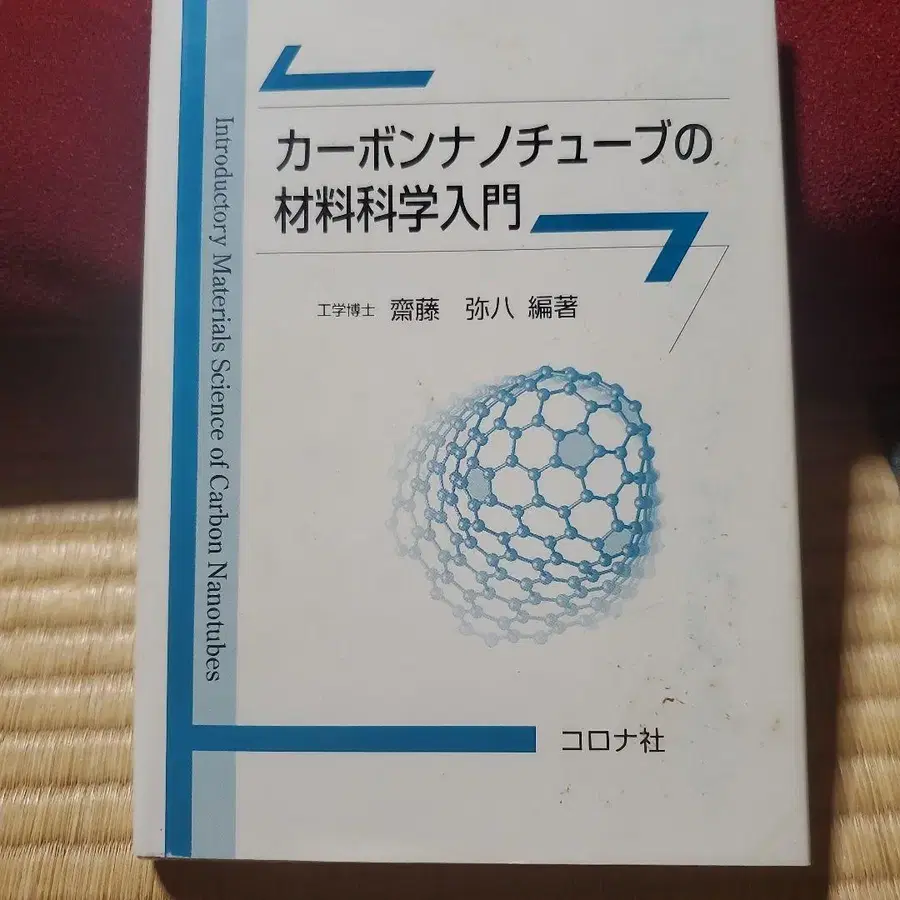 カーボンナノチューブの
材料科学入門
工学博士 齋藤 弥八 編著
Introductory Materials Science of Carbon Nanotubes
コロナ社